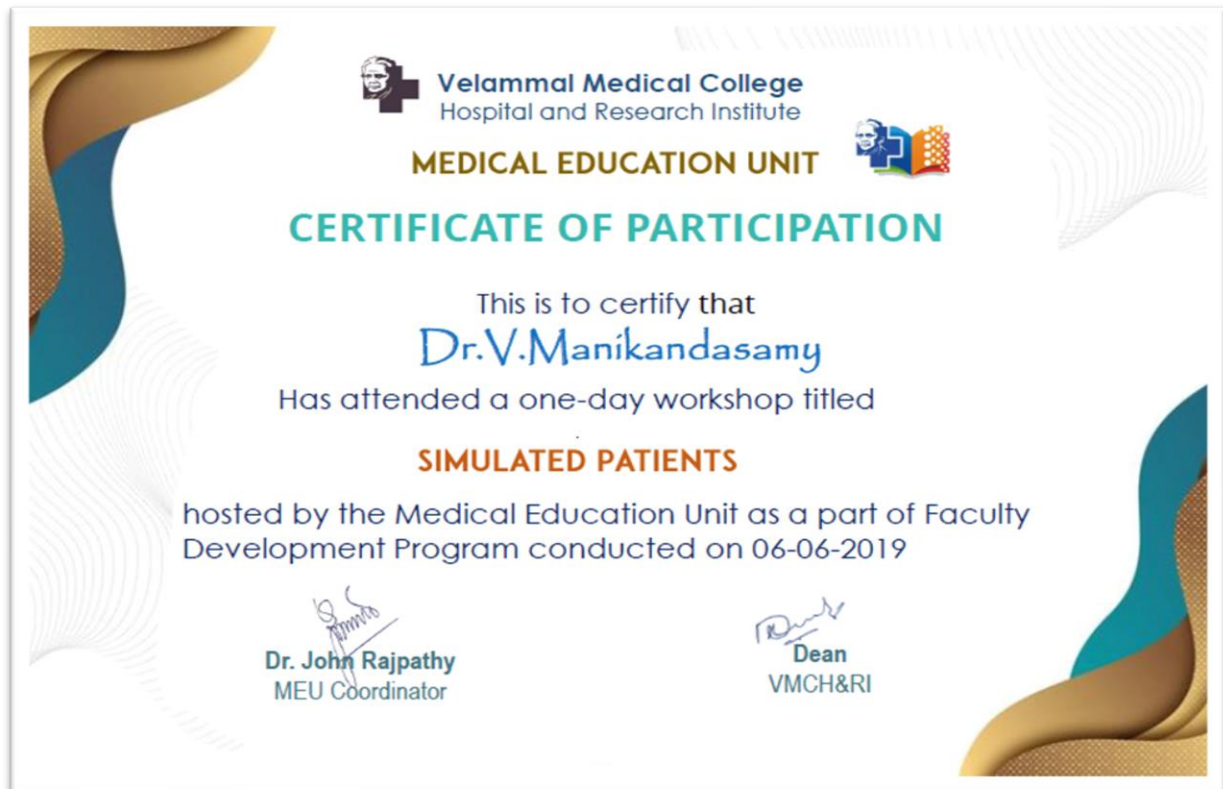 Velammal Medical College
Hospital and Research Institute
MEDICAL EDUCATION UNIT
CERTIFICATE OF PARTICIPATION
This is to certify that
Dr.V.Manikandasamy
Has attended a one-day workshop titled
SIMULATED PATIENTS
hosted by the Medical Education Unit as a part of Faculty
Development Program conducted on 06-06-2019
Dr. John Rajpathy
MEU Coordinator
Dean
VMCH&RI